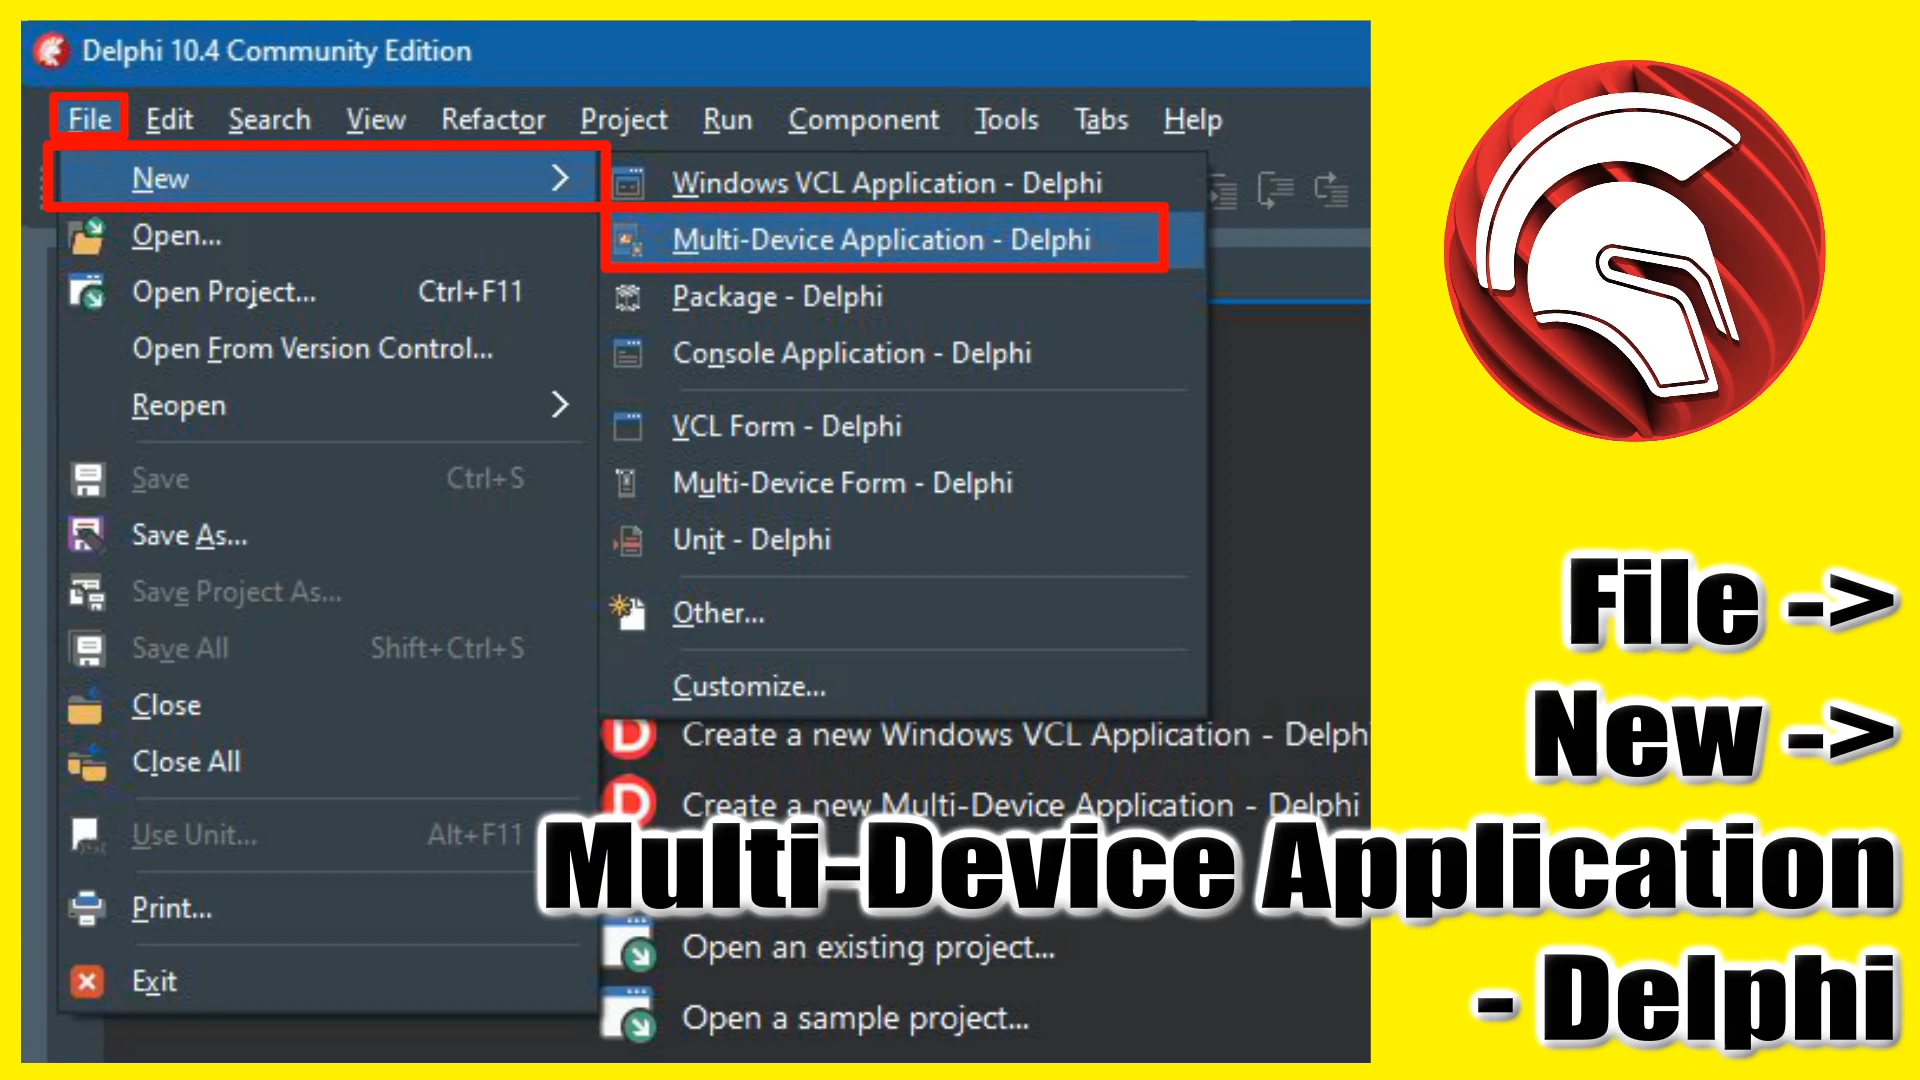 Delphi 10.4 Community Edition
File Edit Search View Refactor Project Run Component Tools Tabs Help
New
Open...
Open Project... Ctrl+F11
Open From Version Control...
Reopen
Save Ctrl+S
Save As...
Save Project As...
Save All Shift+Ctrl+S
Close
Close All
Use Unit... Alt+F11
Print...
Exit
Windows VCL Application - Delphi
Multi-Device Application - Delphi
Package - Delphi
Console Application - Delphi
VCL Form - Delphi
Multi-Device Form - Delphi
Unit - Delphi
Other...
Customize...
Create a new Windows VCL Application - Delph
Create a new Multi-Device Application - Delphi
Open an existing project...
Open a sample project...
File ->
New ->
Multi-Device Application
- Delphi